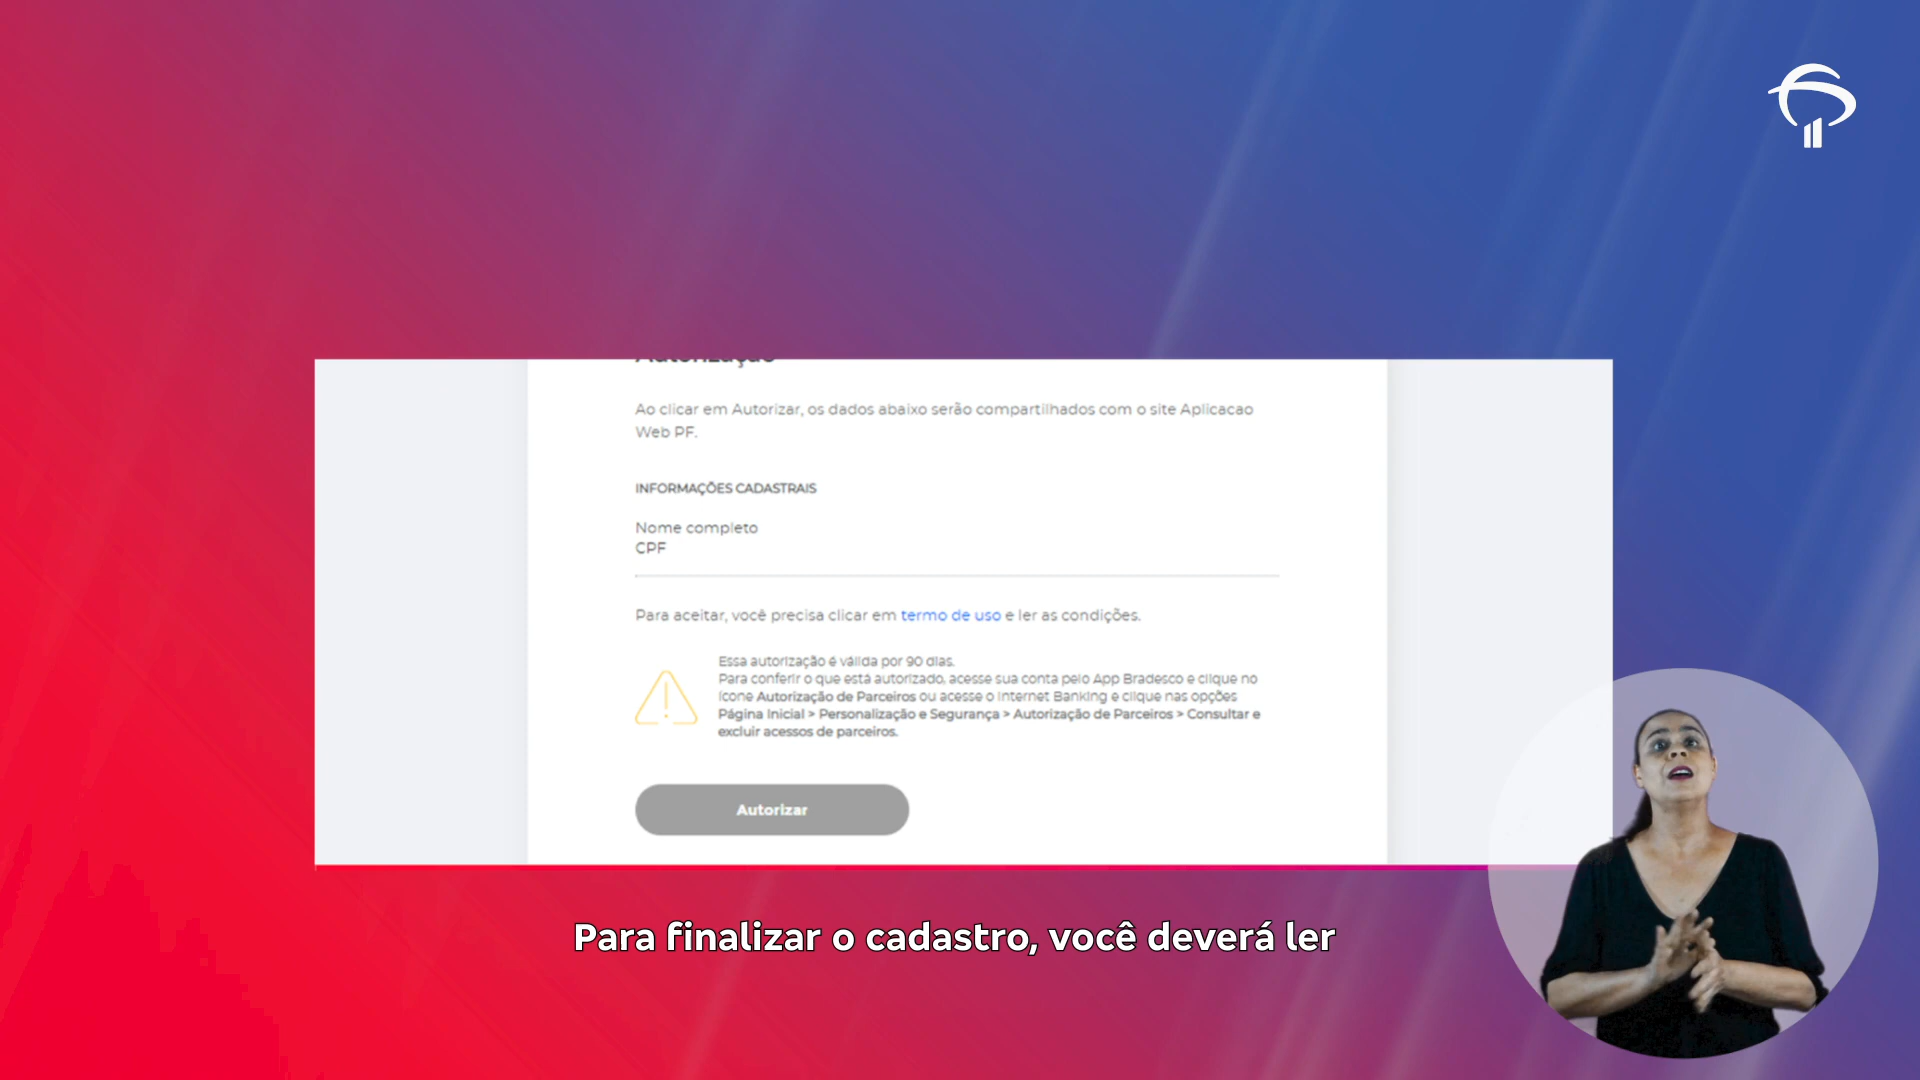 Autorização
Ao clicar em Autorizar, os dados abaixo serão compartilhados com o site Aplicacao
Web PF.
INFORMAÇÕES CADASTRAIS
Nome completo
CPF
Para aceitar, você precisa clicar em termo de uso e ler as condições.
Essa autorização é válida por 90 dias.
Para conferir o que está autorizado, acesse sua conta pelo App Bradesco e clique no
ícone Autorização de Parceiros ou acesse o Internet Banking e clique nas opções
Página Inicial > Personalização e Segurança > Autorização de Parceiros > Consultar e
excluir acessos de parceiros.
Autorizar
Para finalizar o cadastro, você deverá ler